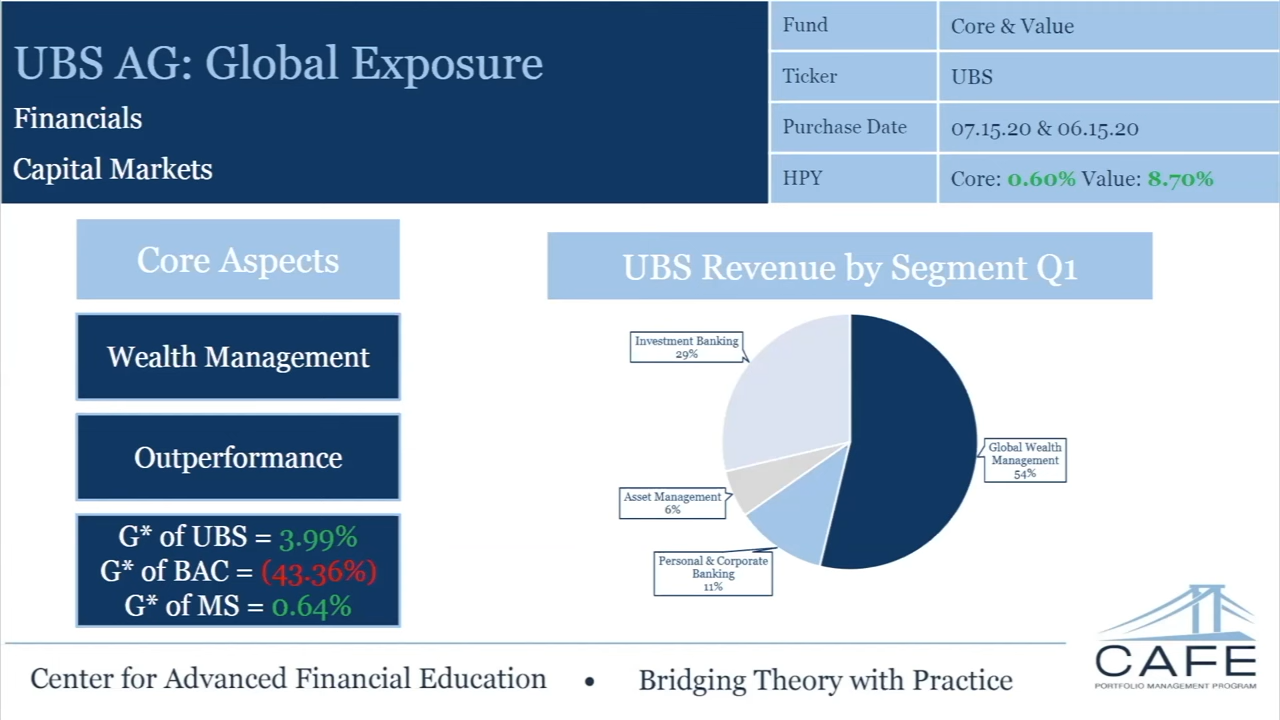 UBS AG: Global Exposure
Financials
Capital Markets
Fund
Core & Value
Ticker
UBS
Purchase Date
07.15.20 & 06.15.20
HPY
Core: 0.60% Value: 8.70%
Core Aspects
Wealth Management
Outperformance
G* of UBS = 3.99%
G* of BAC = (43.36%)
G* of MS = 0.64%
UBS Revenue by Segment Q1
Investment Banking
29%
Global Wealth
Management
54%
Asset Management
6%
Personal & Corporate
Banking
11%
Center for Advanced Financial Education • Bridging Theory with Practice
CAFE
PORTFOLIO MANAGEMENT PROGRAM